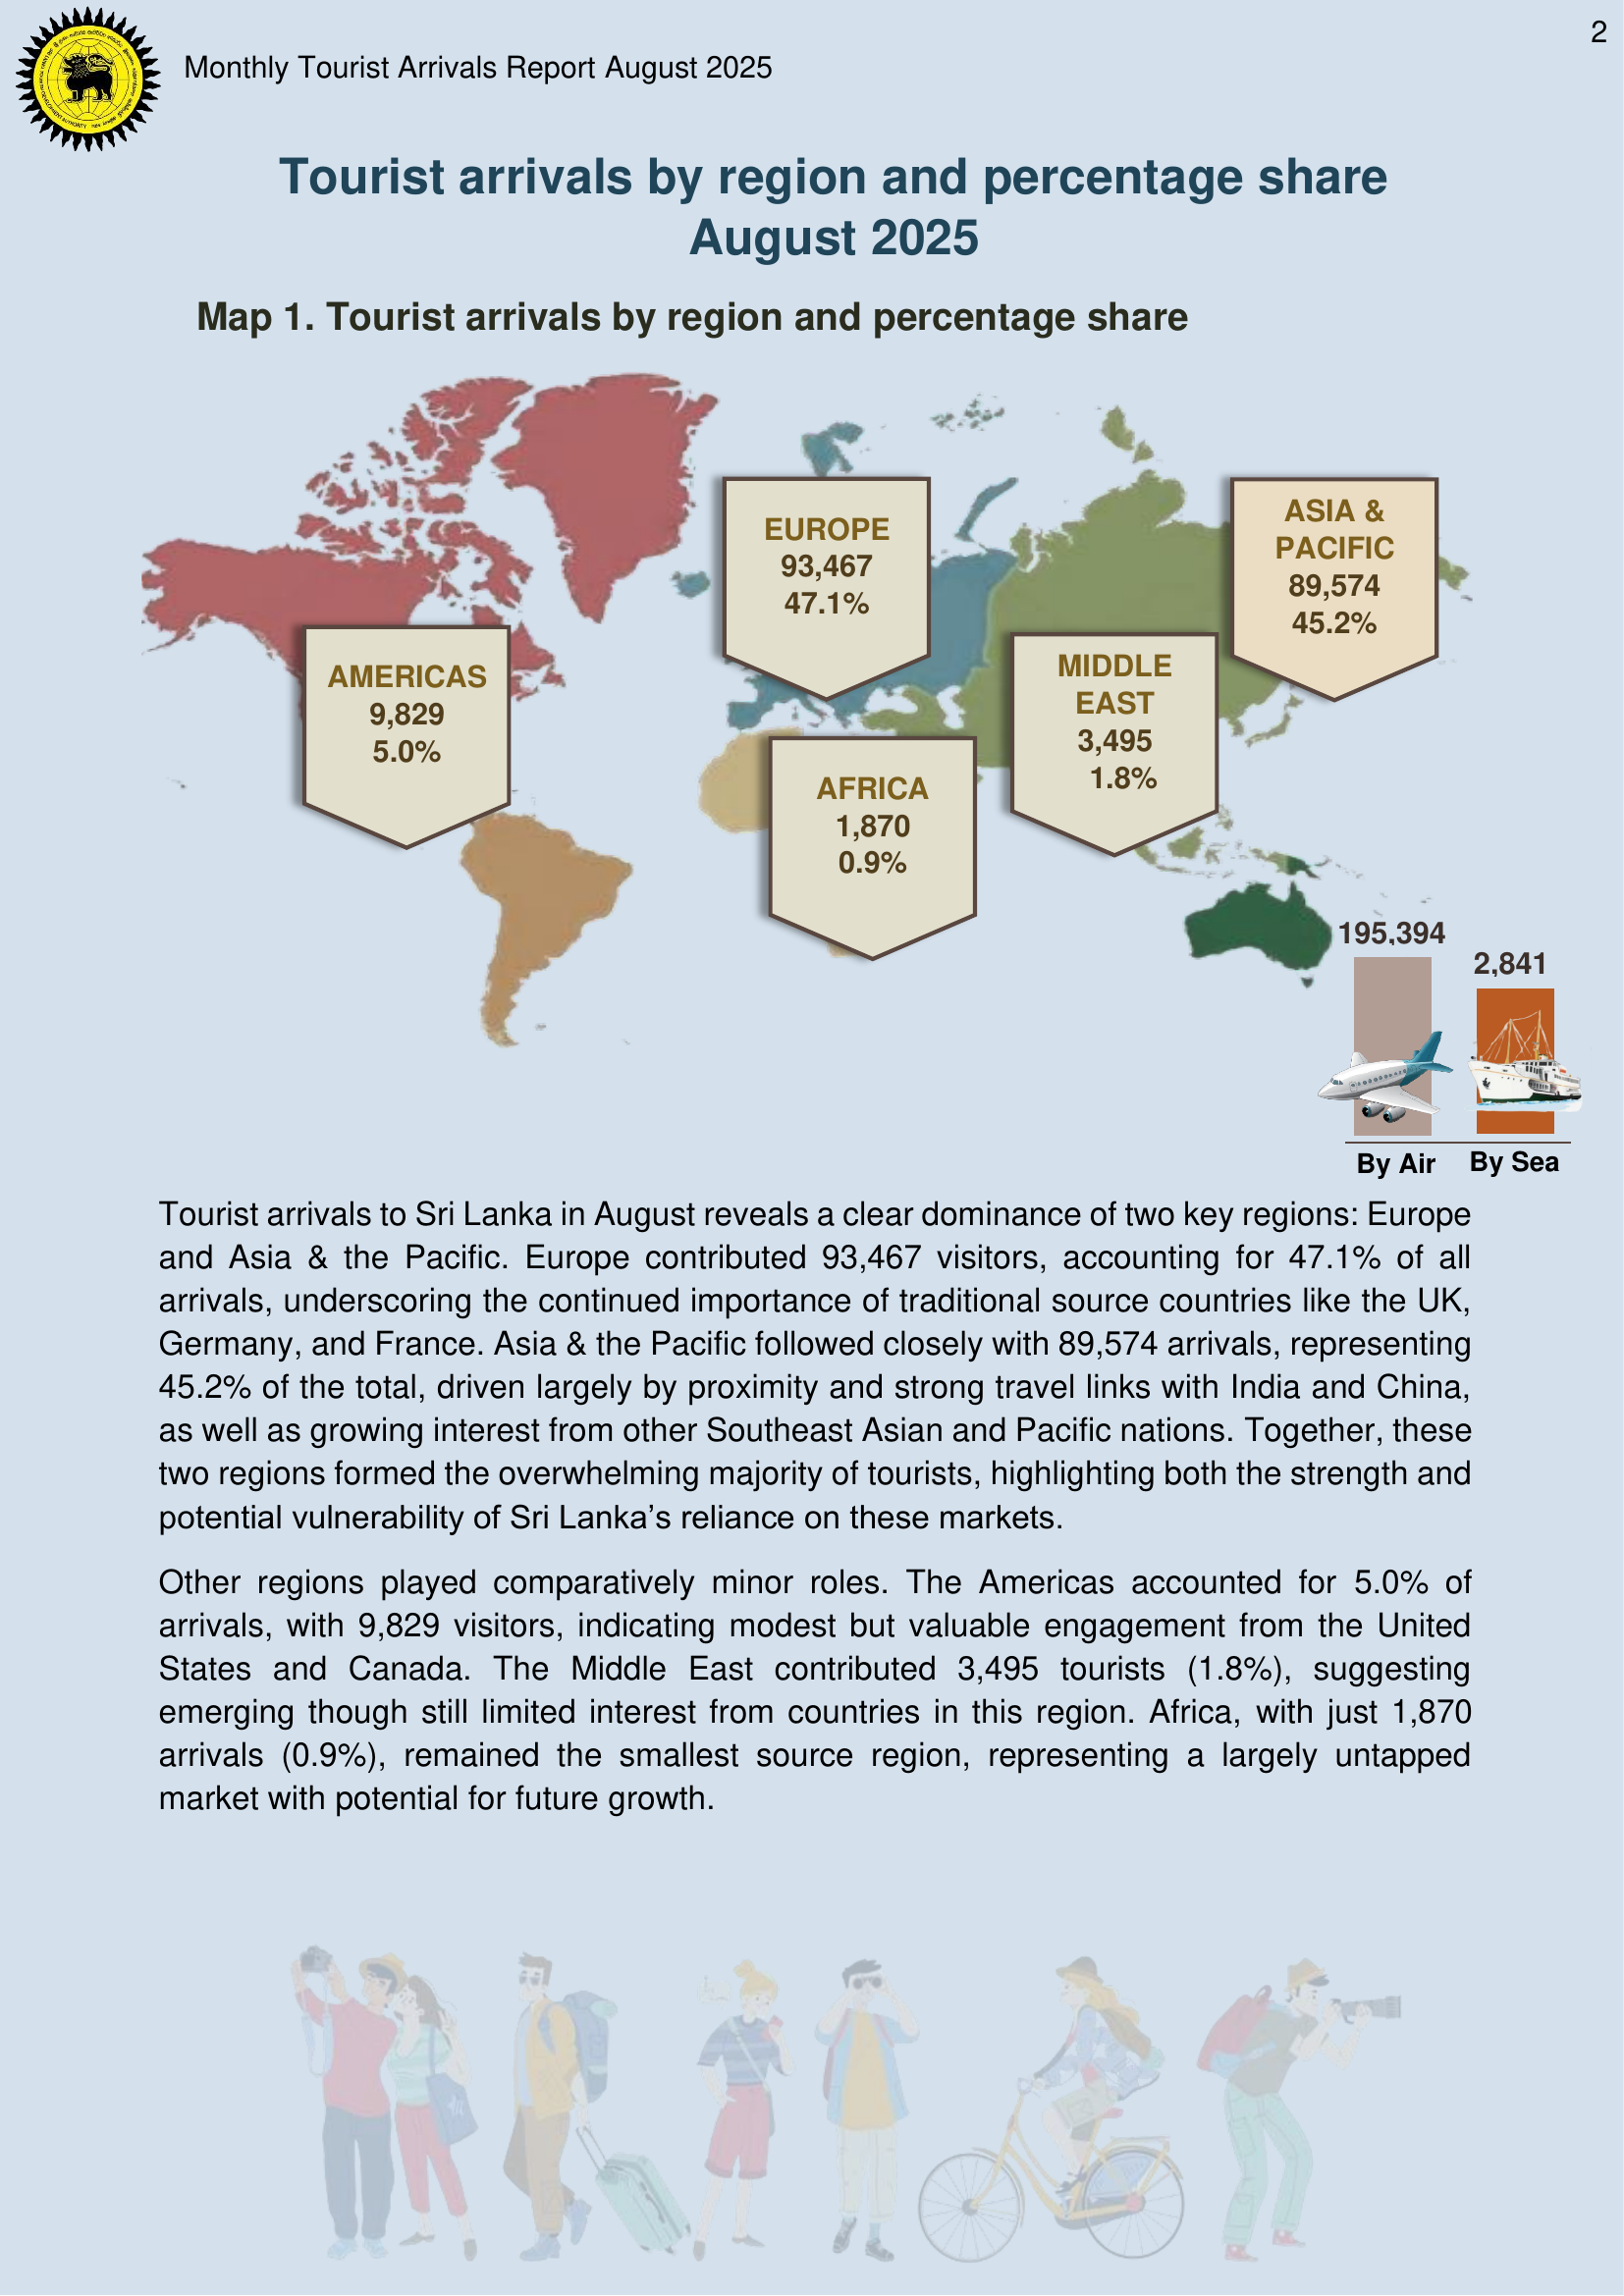 2
Monthly Tourist Arrivals Report August 2025
Tourist arrivals by region and percentage share
August 2025
Map 1. Tourist arrivals by region and percentage share
EUROPE
93,467
47.1%
ASIA &
PACIFIC
89,574
45.2%
AMERICAS
9,829
5.0%
MIDDLE
EAST
3,495
1.8%
AFRICA
1,870
0.9%
195,394
2,841
By Air
By Sea
Tourist arrivals to Sri Lanka in August reveals a clear dominance of two key regions: Europe
and Asia & the Pacific. Europe contributed 93,467 visitors, accounting for 47.1% of all
arrivals, underscoring the continued importance of traditional source countries like the UK,
Germany, and France. Asia & the Pacific followed closely with 89,574 arrivals, representing
45.2% of the total, driven largely by proximity and strong travel links with India and China,
as well as growing interest from other Southeast Asian and Pacific nations. Together, these
two regions formed the overwhelming majority of tourists, highlighting both the strength and
potential vulnerability of Sri Lanka’s reliance on these markets.
Other regions played comparatively minor roles. The Americas accounted for 5.0% of
arrivals, with 9,829 visitors, indicating modest but valuable engagement from the United
States and Canada. The Middle East contributed 3,495 tourists (1.8%), suggesting
emerging though still limited interest from countries in this region. Africa, with just 1,870
arrivals (0.9%), remained the smallest source region, representing a largely untapped
market with potential for future growth.